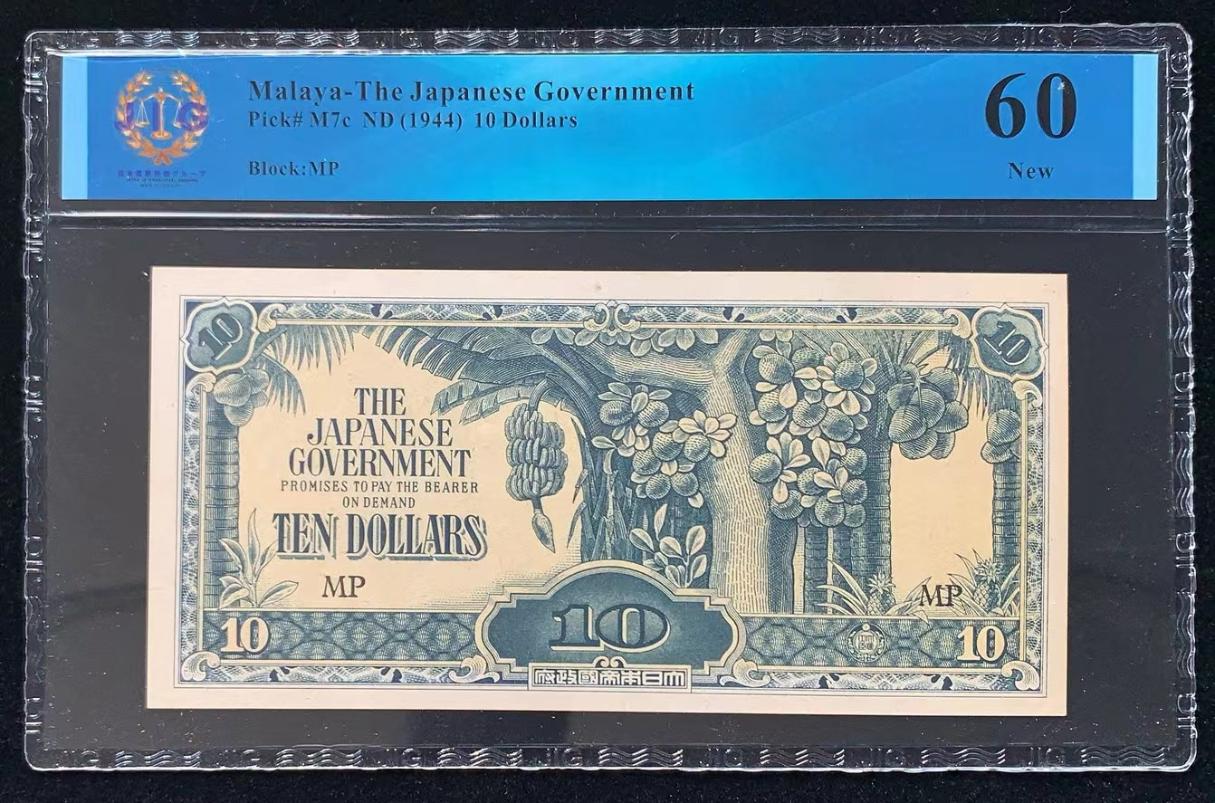 Malaya-The Japanese Government
Pick# M7c ND (1944) 10 Dollars
Block:MP
60
New
JIG
10
10
THE
JAPANESE
GOVERNMENT
PROMISES TO PAY THE BEARER
ON DEMAND
TEN DOLLARS
MP
MP
10
10
10
府政國帝本日大